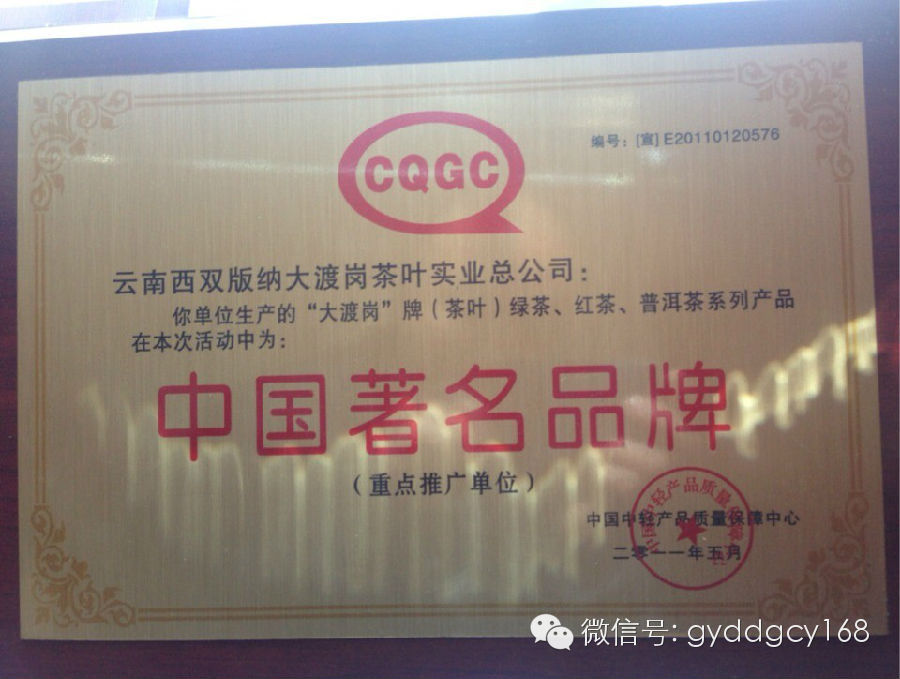 CQGC
编号：[宣] E20110120576
云南西双版纳大渡岗茶叶实业总公司：
你单位生产的“大渡岗”牌（茶叶）绿茶、红茶、普洱茶系列产品
在本次活动中为：
中国著名品牌
（重点推广单位）
中国中轻产品质量保障中心
二零一一年五月
微信号: gyddgcy168